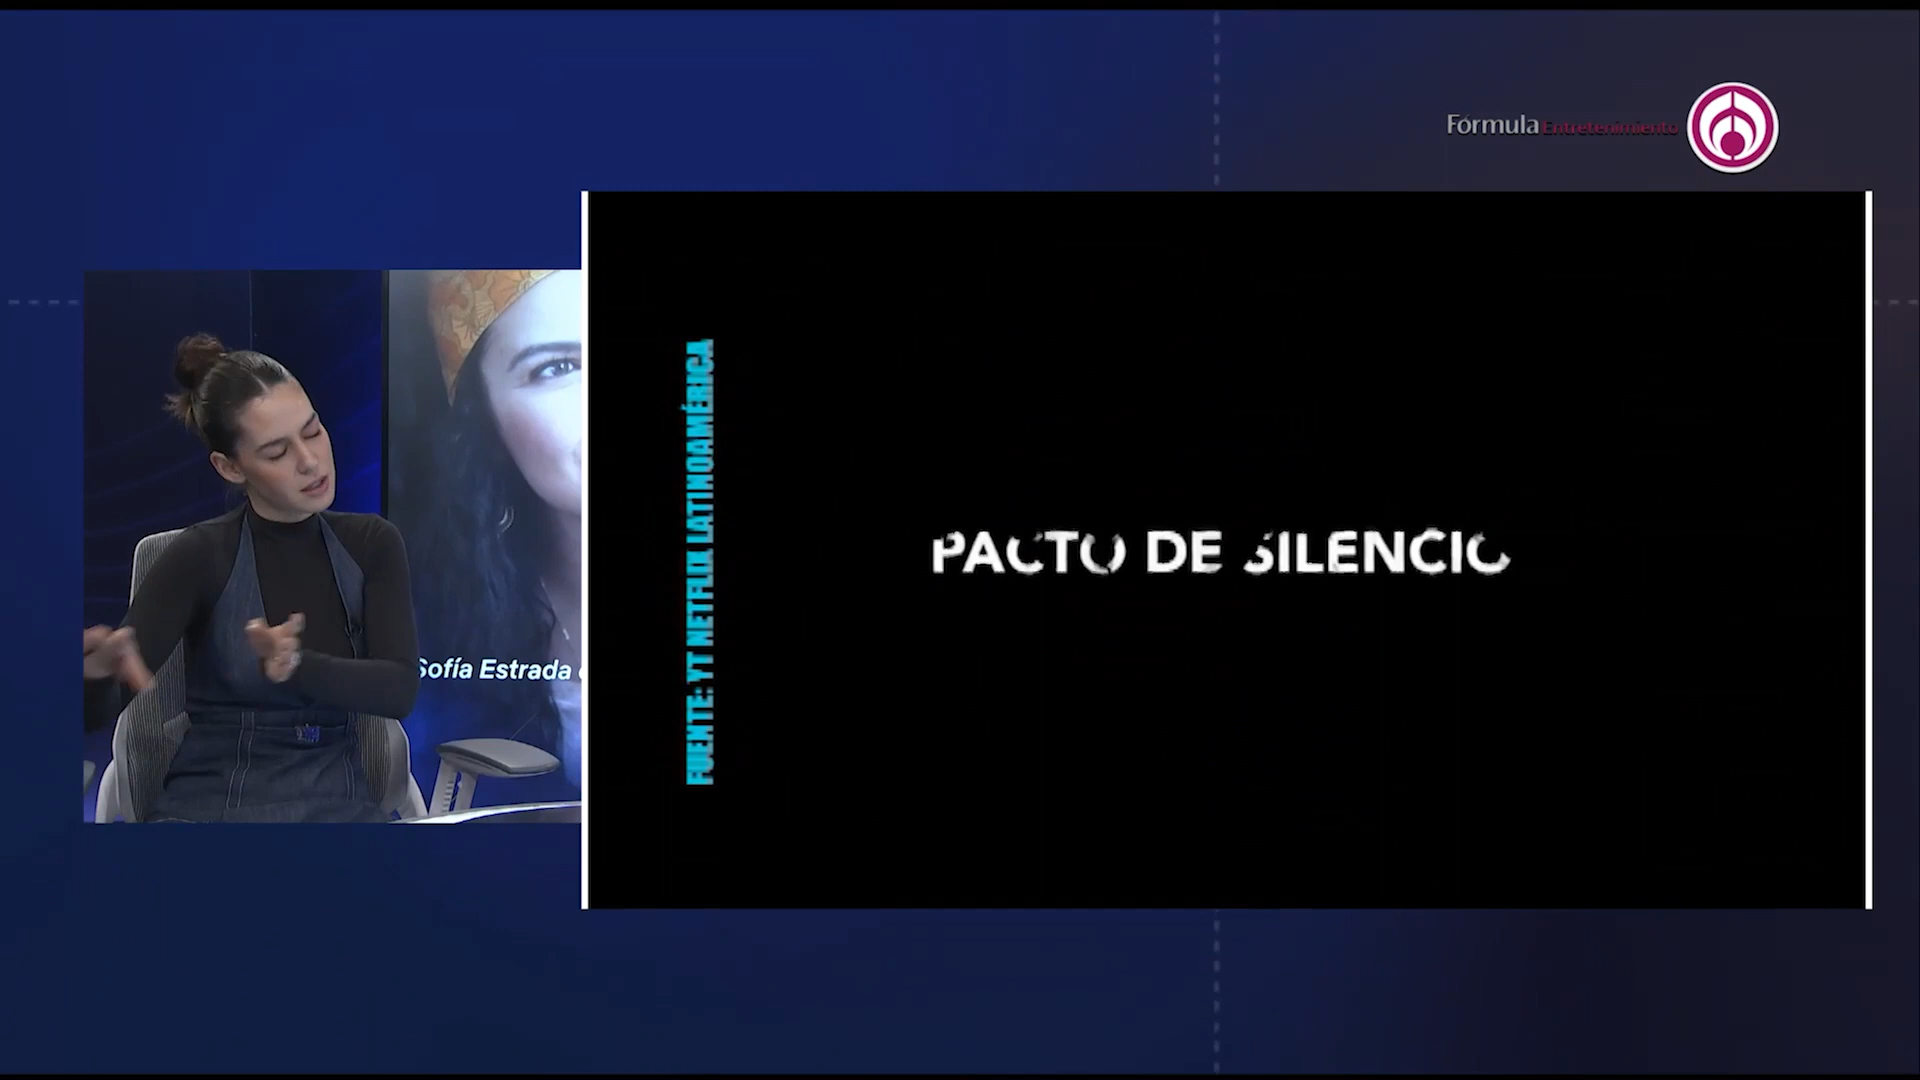 Fórmula Entretenimiento
FUENTE: YT NETFLIX LATINOAMÉRICA
PACTO DE SILENCIO
Sofía Estrada